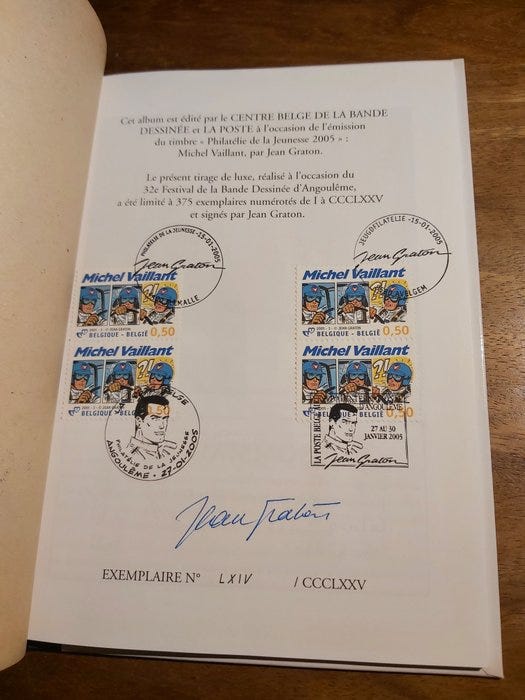 Cet album est édité par le CENTRE BELGE DE LA BANDE
DESSINÉE et LA POSTE à l'occasion de l'émission
du timbre « Philatélie de la Jeunesse 2005 » :
Michel Vaillant, par Jean Graton.
Le présent tirage de luxe, réalisé à l'occasion du
32e Festival de la Bande Dessinée d'Angoulême,
a été limité à 375 exemplaires numérotés de I à CCCLXXV
et signés par Jean Graton.
PHILATELIE DE LA JEUNESSE -15-01-2005
Jean Graton
JEUGDFILATELIE -15-01-2005
Jean Graton
Michel Vaillant
BELGIQUE - BELGIË 0,50
Michel Vaillant
BELGIQUE - BELGIË 0,50
Michel Vaillant
BELGIQUE - BELGIË
Michel Vaillant
BELGIQUE - BELGIË 0,50
PHILATELIE DE LA JEUNESSE
ANGOULÊME - 27-01-2005
LA POSTE BELGE
D'ANGOULÊME
27 AU 30
JANVIER 2005
Jean Graton
Jean Graton
EXEMPLAIRE N° LXIV / CCCLXXV